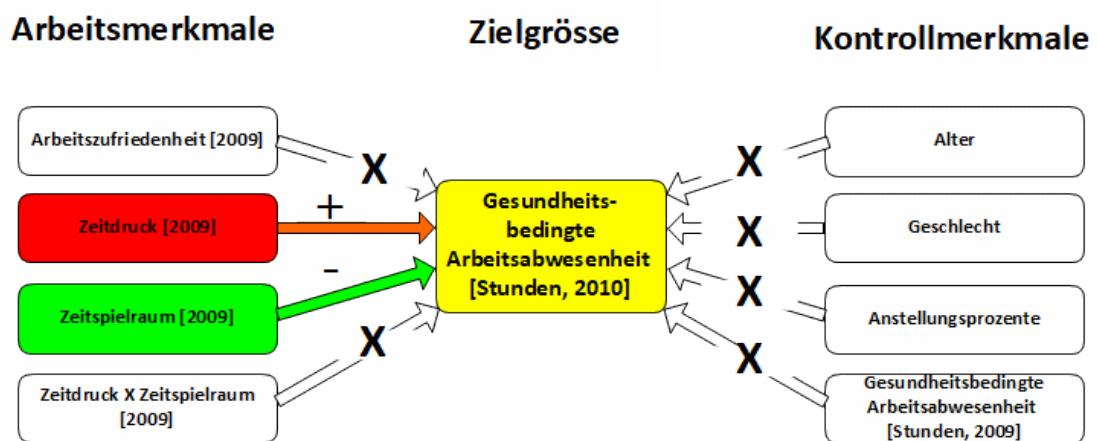 Arbeitsmerkmale
Zielgrösse
Kontrollmerkmale
Arbeitszufriedenheit [2009]
X
Zeitdruck [2009]
+
Zeitspielraum [2009]
-
Zeitdruck X Zeitspielraum
[2009]
X
Gesundheits-
bedingte
Arbeitsabwesenheit
[Stunden, 2010]
X
Alter
X
Geschlecht
X
Anstellungsprozente
X
Gesundheitsbedingte
Arbeitsabwesenheit
[Stunden, 2009]